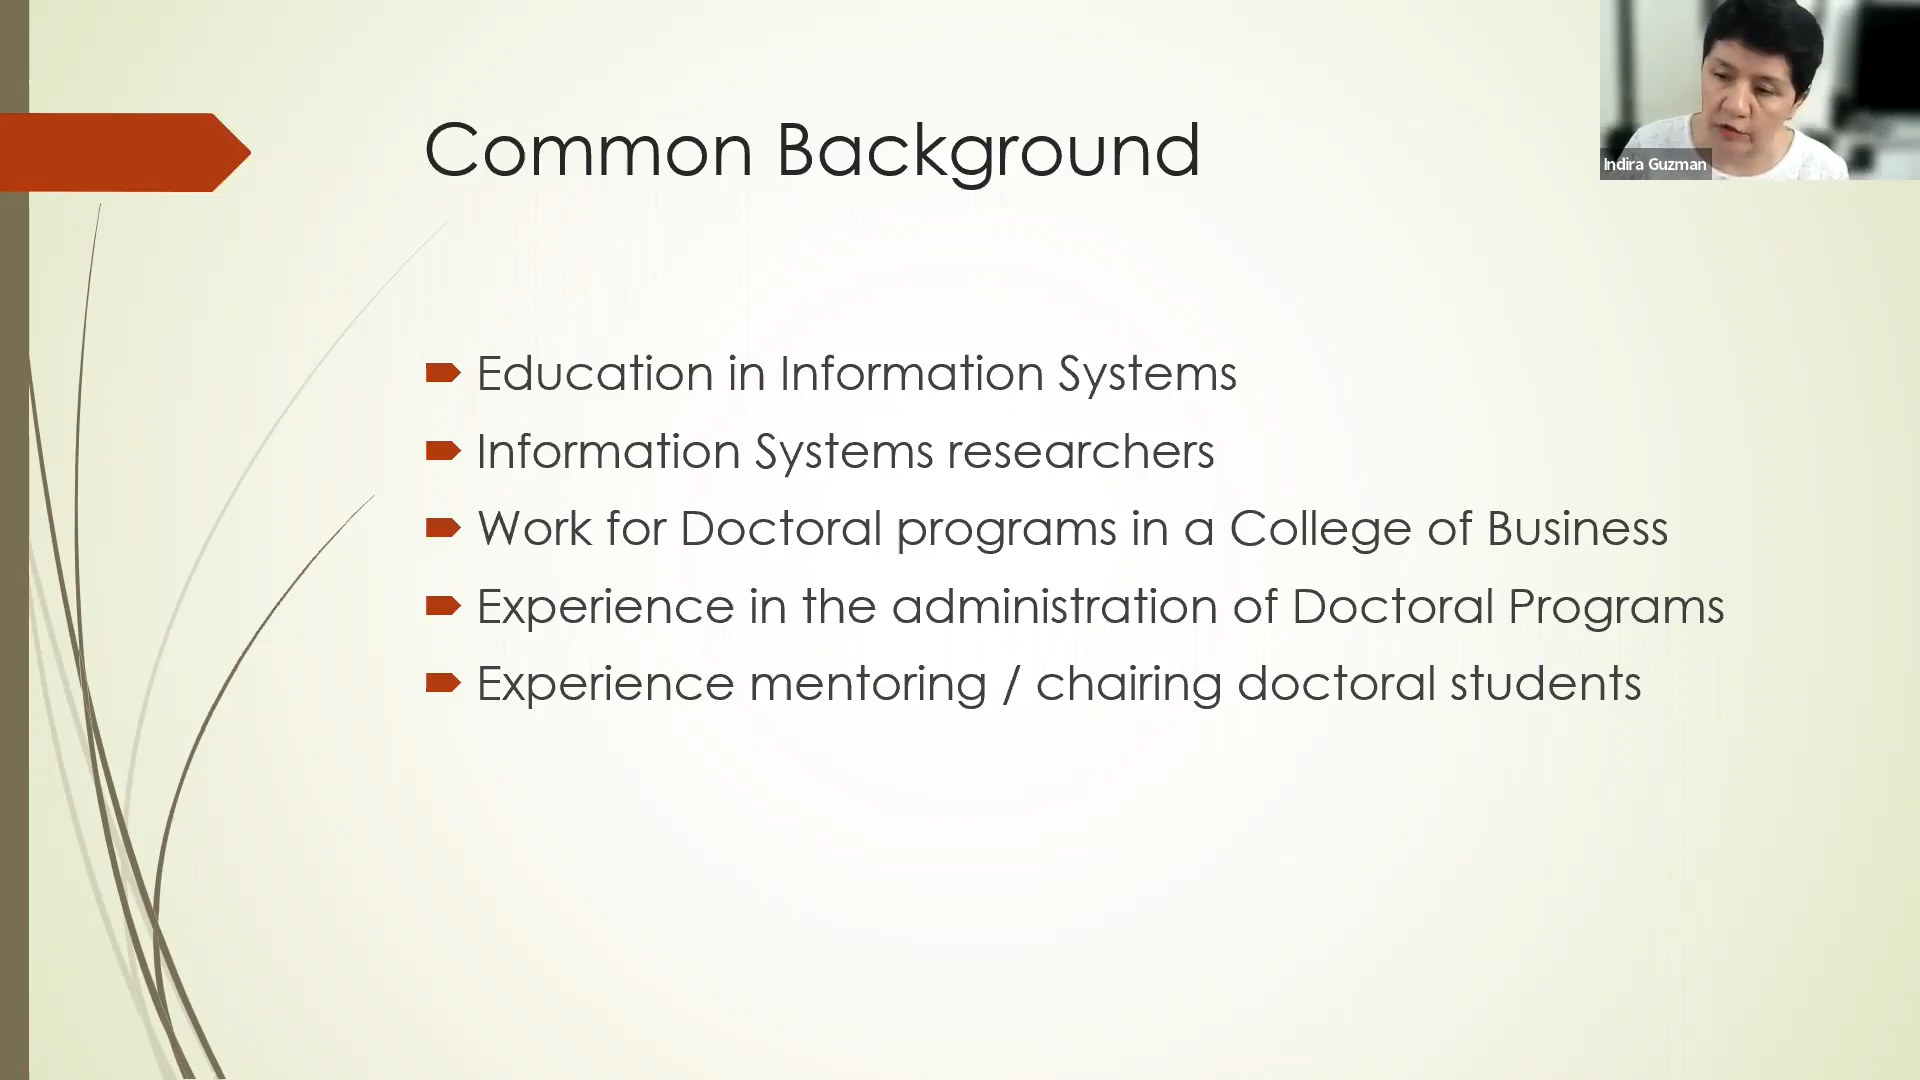 Common Background
Indira Guzman
Education in Information Systems
Information Systems researchers
Work for Doctoral programs in a College of Business
Experience in the administration of Doctoral Programs
Experience mentoring / chairing doctoral students